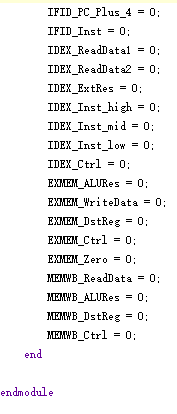 IFID_PC_Plus_4 = 0;
IFID_Inst = 0;
IDEX_ReadData1 = 0;
IDEX_ReadData2 = 0;
IDEX_ExtRes = 0;
IDEX_Inst_high = 0;
IDEX_Inst_mid = 0;
IDEX_Inst_low = 0;
IDEX_Ctrl = 0;
EXMEM_ALURes = 0;
EXMEM_WriteData = 0;
EXMEM_DstReg = 0;
EXMEM_Ctrl = 0;
EXMEM_Zero = 0;
MEMWB_ReadData = 0;
MEMWB_ALURes = 0;
MEMWB_DstReg = 0;
MEMWB_Ctrl = 0;
end
endmodule